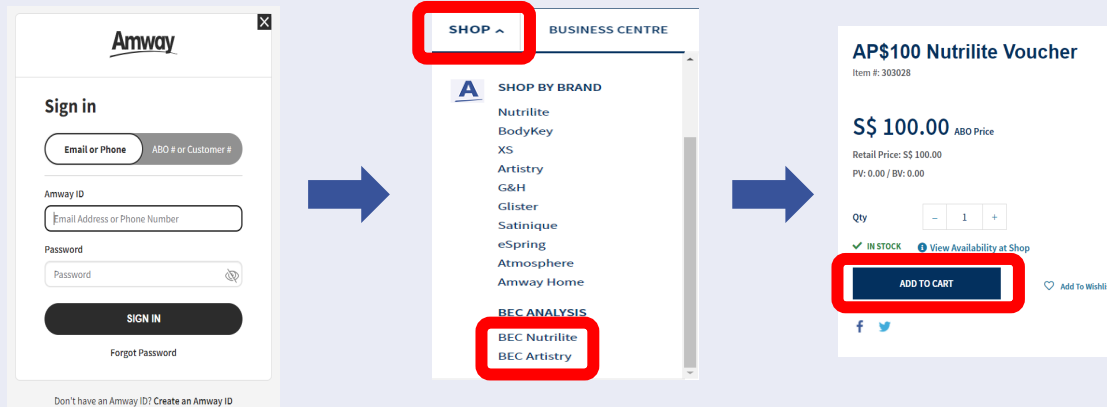 Amway
Sign in
Email or Phone
ABO # or Customer #
Amway ID
Email Address or Phone Number
Password
Password
SIGN IN
Forgot Password
Don't have an Amway ID? Create an Amway ID
SHOP
BUSINESS CENTRE
A
SHOP BY BRAND
Nutrilite
BodyKey
XS
Artistry
G&H
Glister
Satinique
eSpring
Atmosphere
Amway Home
BEC ANALYSIS
BEC Nutrilite
BEC Artistry
AP$100 Nutrilite Voucher
Item #: 303028
S$ 100.00 ABO Price
Retail Price: S$ 100.00
PV: 0.00 / BV: 0.00
Qty – 1 +
IN STOCK View Availability at Shop
ADD TO CART
Add To Wishli